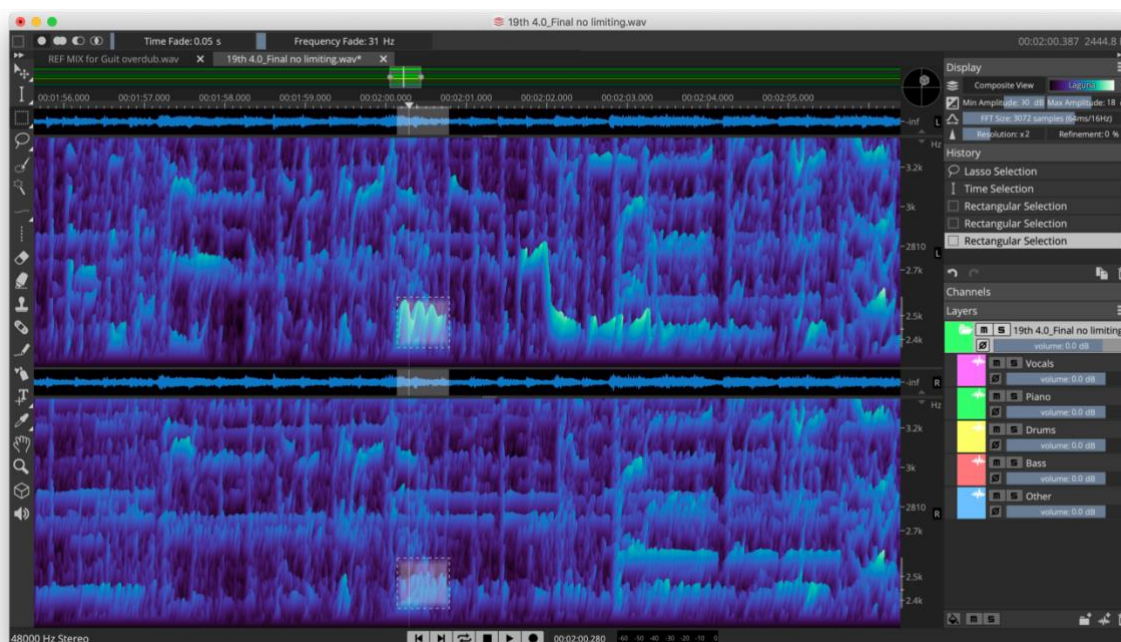 19th 4.0_Final no limiting.wav
Time Fade: 0.05 s Frequency Fade: 31 Hz 00:02:00.387 2444.8
REF MIX for Guit overdub.wav 19th 4.0_Final no limiting.wav*
Display
Composite View Laguna
Min Amplitude: 30 dB Max Amplitude: 18
FFT Size: 3072 samples (64ms/16Hz)
Resolution: x2 Refinement: 0 %
00:01:56.000 00:01:57.000 00:01:58.000 00:01:59.000 00:02:00.000 00:02:01.000 00:02:02.000 00:02:03.000 00:02:04.000 00:02:05.000
-inf L
Hz
3.2k
3k
2810 L
2.7k
2.5k
2.4k
History
Lasso Selection
Time Selection
Rectangular Selection
Rectangular Selection
Rectangular Selection
Channels
Layers
M S 19th 4.0_Final no limiting
Ø volume: 0.0 dB
M S Vocals
Ø volume: 0.0 dB
M S Piano
Ø volume: 0.0 dB
M S Drums
Ø volume: 0.0 dB
M S Bass
Ø volume: 0.0 dB
M S Other
Ø volume: 0.0 dB
-inf R
Hz
3.2k
3k
2810 R
2.7k
2.5k
2.4k
M S
48000 Hz Stereo 00:02:00.280 -60 -50 -40 -30 -20 -10 0